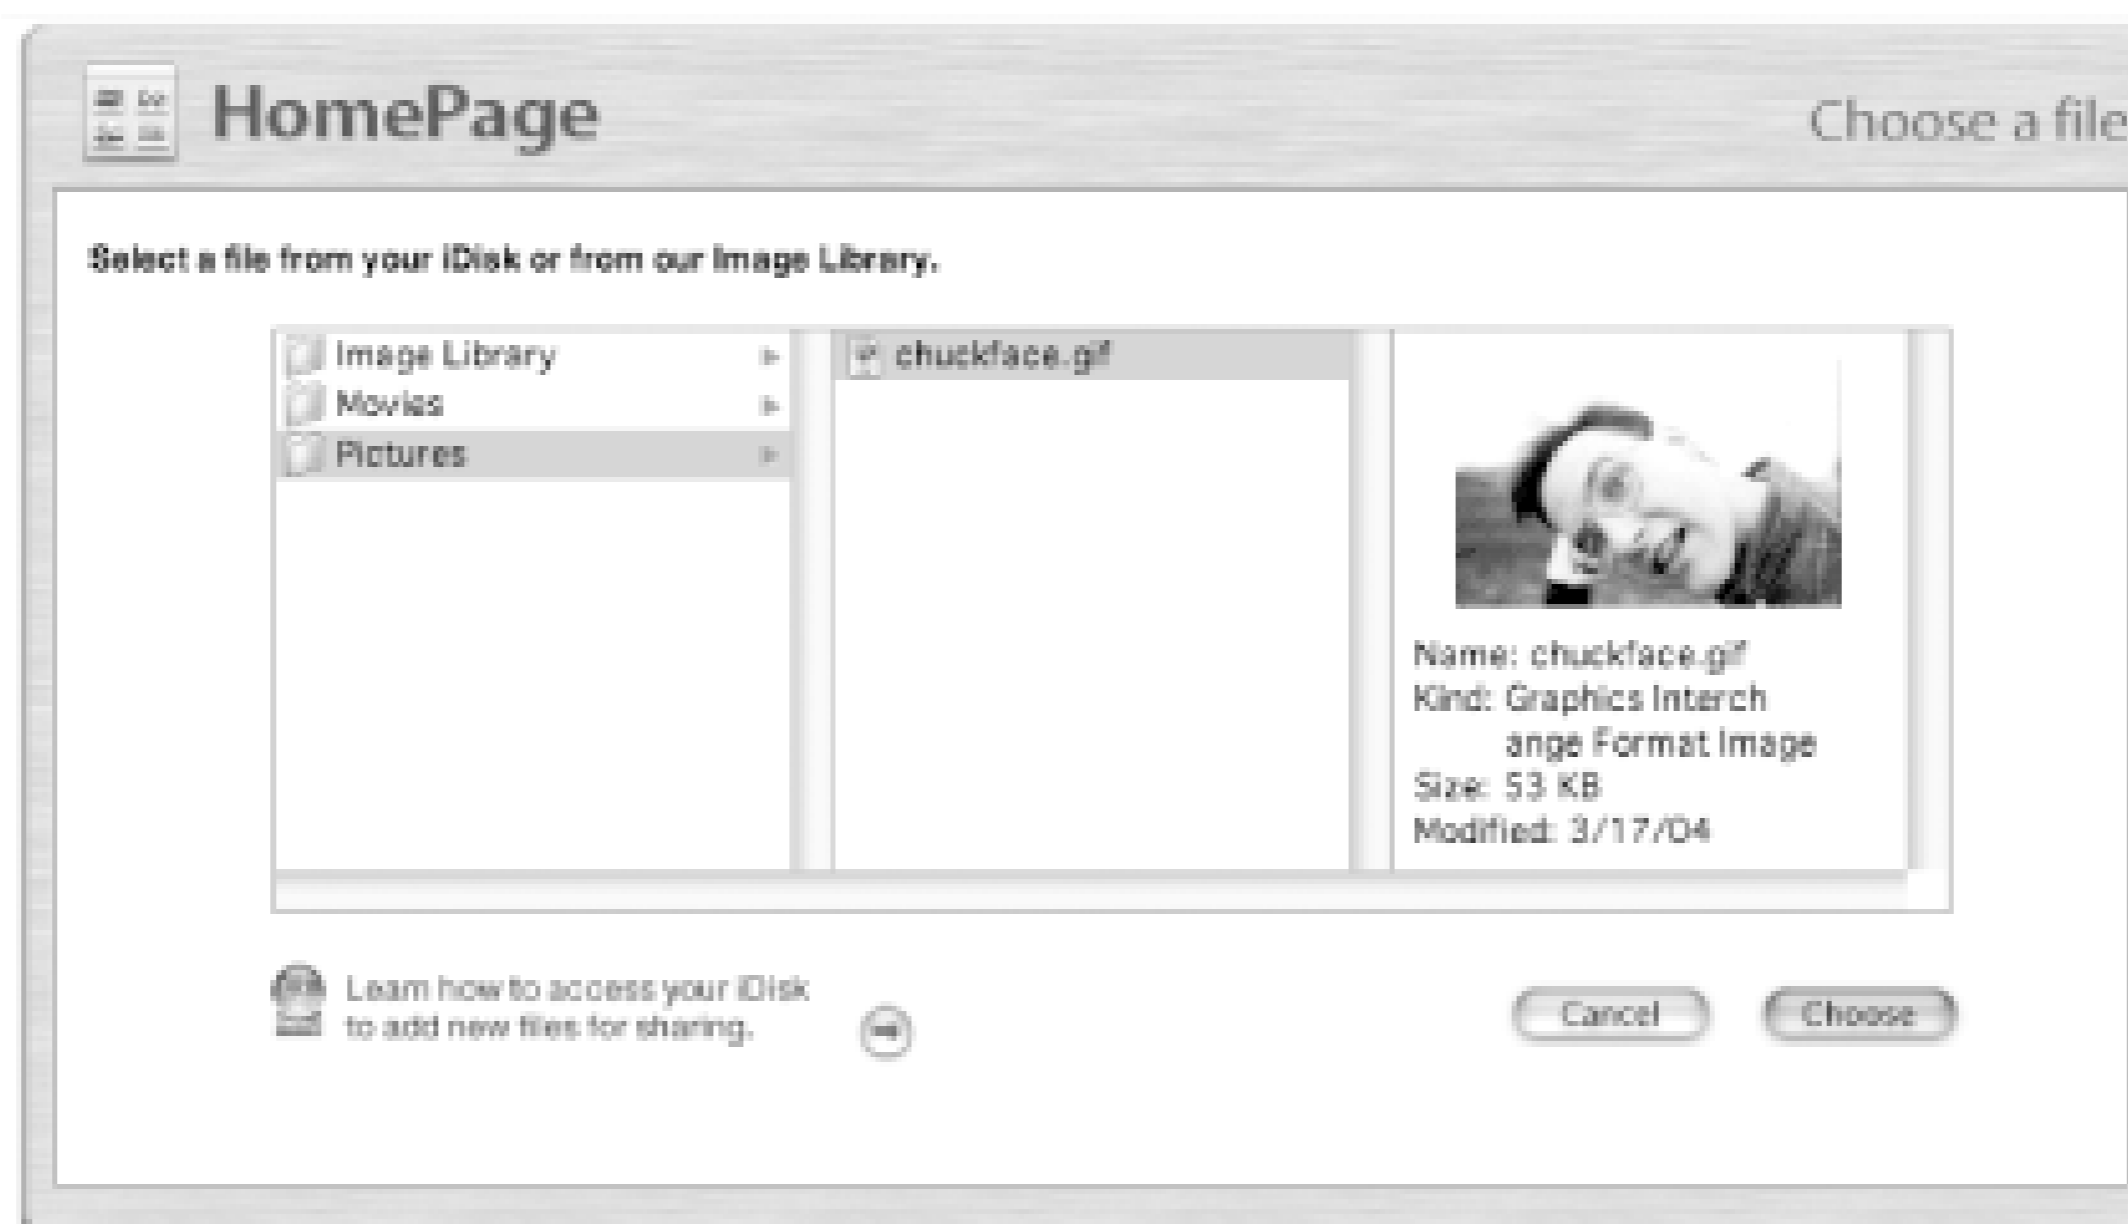 HomePage
Choose a file
Select a file from your iDisk or from our Image Library.
Image Library
Movies
Pictures
chuckface.gif
Name: chuckface.gif
Kind: Graphics Interch
ange Format Image
Size: 53 KB
Modified: 3/17/04
Learn how to access your iDisk
to add new files for sharing.
Cancel
Choose